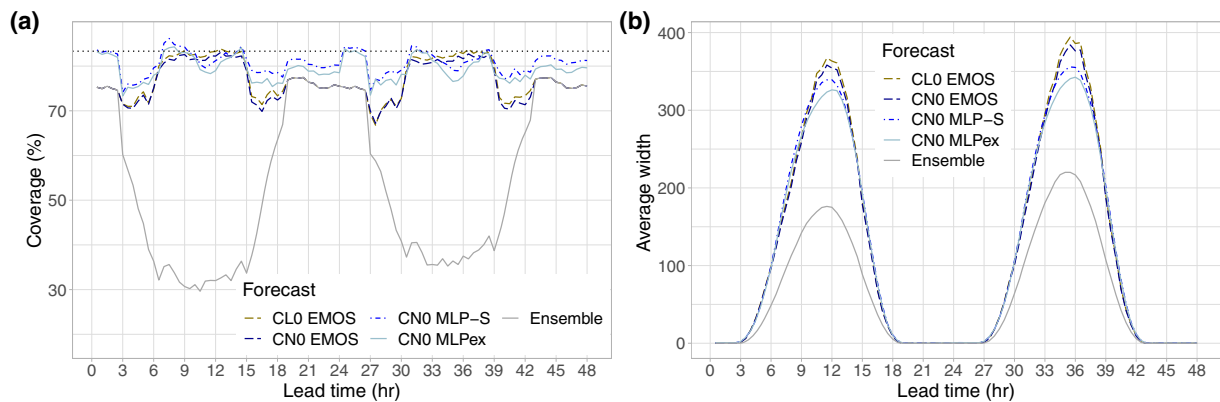 (a)
Coverage (%)
70
50
30
Forecast
CL0 EMOS
CN0 EMOS
CN0 MLP−S
CN0 MLPex
Ensemble
0 3 6 9 12 15 18 21 24 27 30 33 36 39 42 45 48
Lead time (hr)
(b)
Average width
400
300
200
100
0
Forecast
CL0 EMOS
CN0 EMOS
CN0 MLP−S
CN0 MLPex
Ensemble
0 3 6 9 12 15 18 21 24 27 30 33 36 39 42 45 48
Lead time (hr)